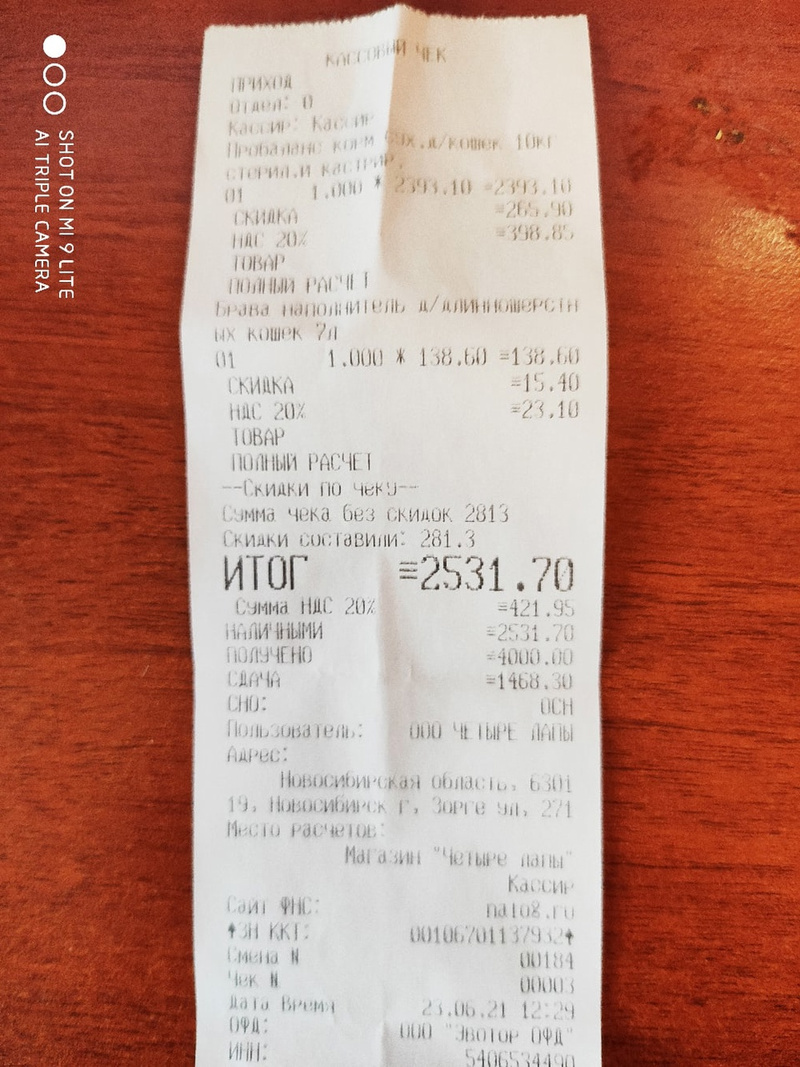 SHOT ON MI 9 LITE
AI TRIPLE CAMERA
КАССОВЫЙ ЧЕК
ПРИХОД
Отдел: 0
Кассир: Кассир
Пробаланс корм сух.д/кошек 10кг
стерил.и кастрир.
01 1.000 * 2393.10 =2393.10
СКИДКА =265.90
НДС 20% =398.85
ТОВАР
ПОЛНЫЙ РАСЧЕТ
Брава наполнитель д/длинношерстн
ых кошек 7л
01 1.000 * 138.60 =138.60
СКИДКА =15.40
НДС 20% =23.10
ТОВАР
ПОЛНЫЙ РАСЧЕТ
--Скидки по чеку--
Сумма чека без скидок 2813
Скидки составили: 281.3
ИТОГ =2531.70
Сумма НДС 20% =421.95
НАЛИЧНЫМИ =2531.70
ПОЛУЧЕНО =4000.00
СДАЧА =1468.30
СНО: ОСН
Пользователь: ООО ЧЕТЫРЕ ЛАПЫ
Адрес:
Новосибирская область, 6301
19, Новосибирск г, Зорге ул, 271
Место расчетов:
Магазин "Четыре лапы"
Кассир
Сайт ФНС: nalog.ru
↑ЗН ККТ: 00106701137932↑
Смена N 00184
Чек N 00003
Дата Время 23.06.21 12:29
ОФД: ООО "Эвотор ОФД"
ИНН: 5406534490